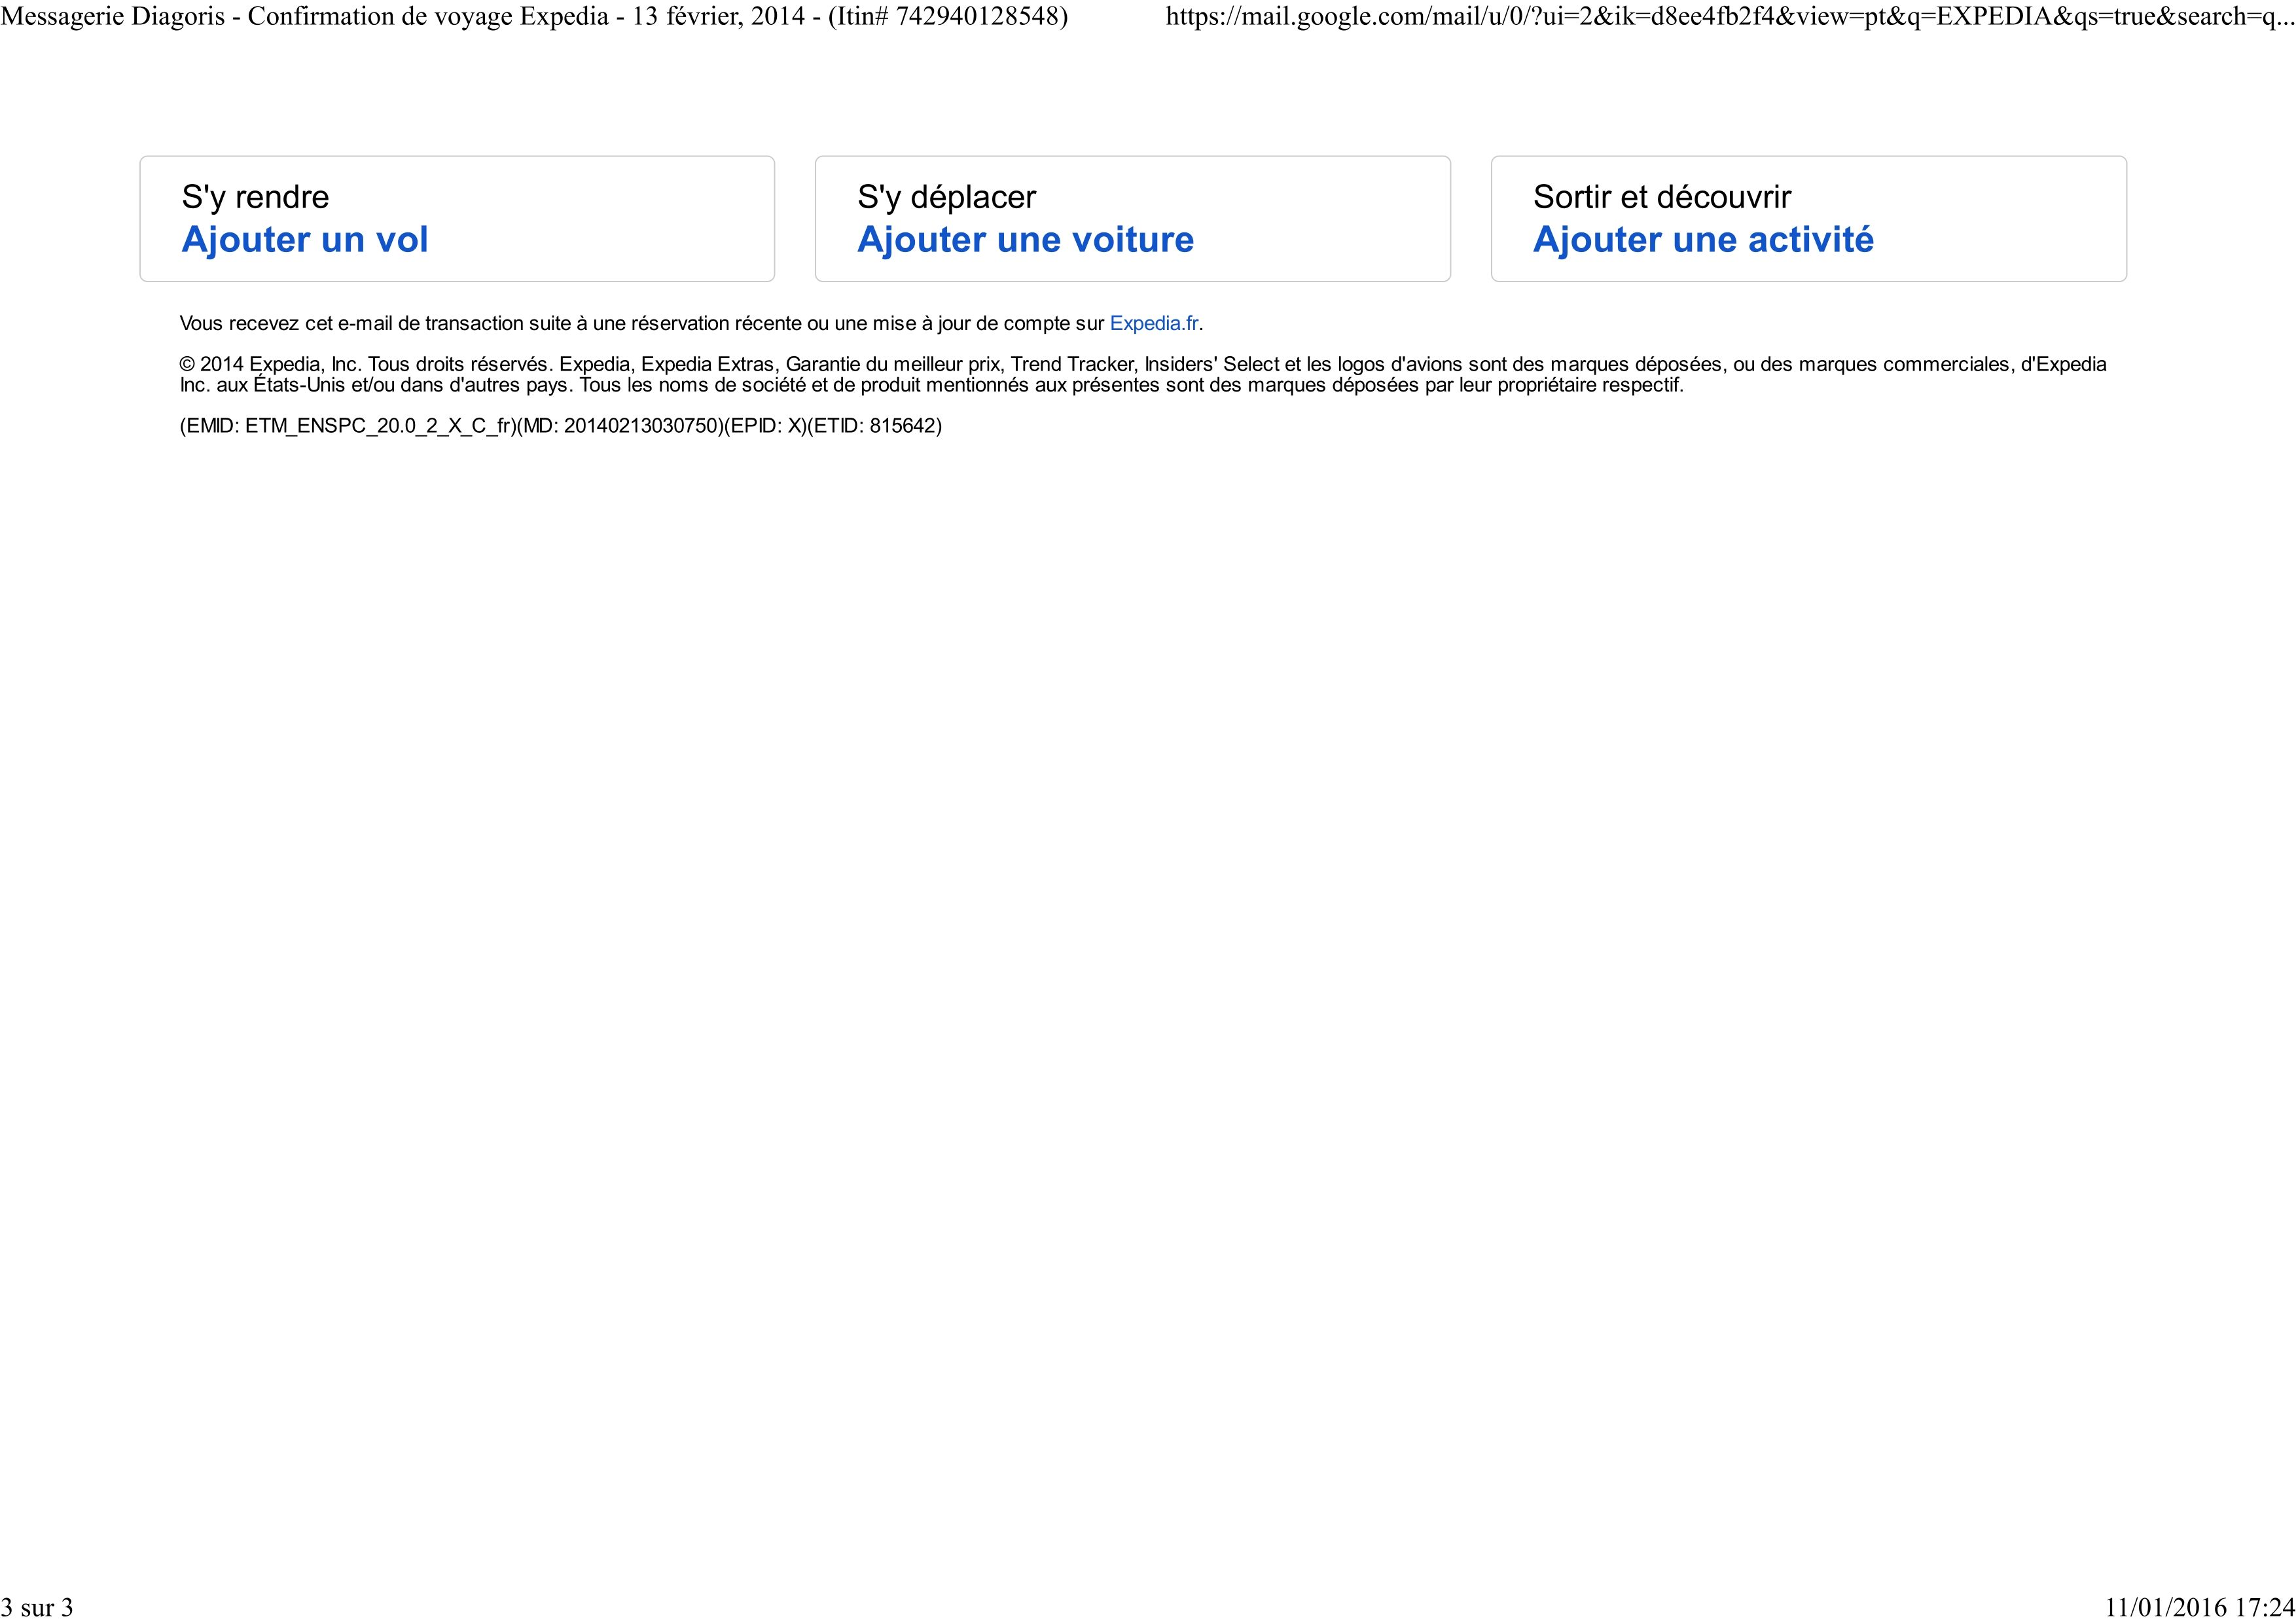 Messagerie Diagoris - Confirmation de voyage Expedia - 13 février, 2014 - (Itin# 742940128548)
https://mail.google.com/mail/u/0/?ui=2&ik=d8ee4fb2f4&view=pt&q=EXPEDIA&qs=true&search=q...
S'y rendre
Ajouter un vol
S'y déplacer
Ajouter une voiture
Sortir et découvrir
Ajouter une activité
Vous recevez cet e-mail de transaction suite à une réservation récente ou une mise à jour de compte sur Expedia.fr.
© 2014 Expedia, Inc. Tous droits réservés. Expedia, Expedia Extras, Garantie du meilleur prix, Trend Tracker, Insiders' Select et les logos d'avions sont des marques déposées, ou des marques commerciales, d'Expedia
Inc. aux États-Unis et/ou dans d'autres pays. Tous les noms de société et de produit mentionnés aux présentes sont des marques déposées par leur propriétaire respectif.
(EMID: ETM_ENSPC_20.0_2_X_C_fr)(MD: 20140213030750)(EPID: X)(ETID: 815642)
3 sur 3
11/01/2016 17:24